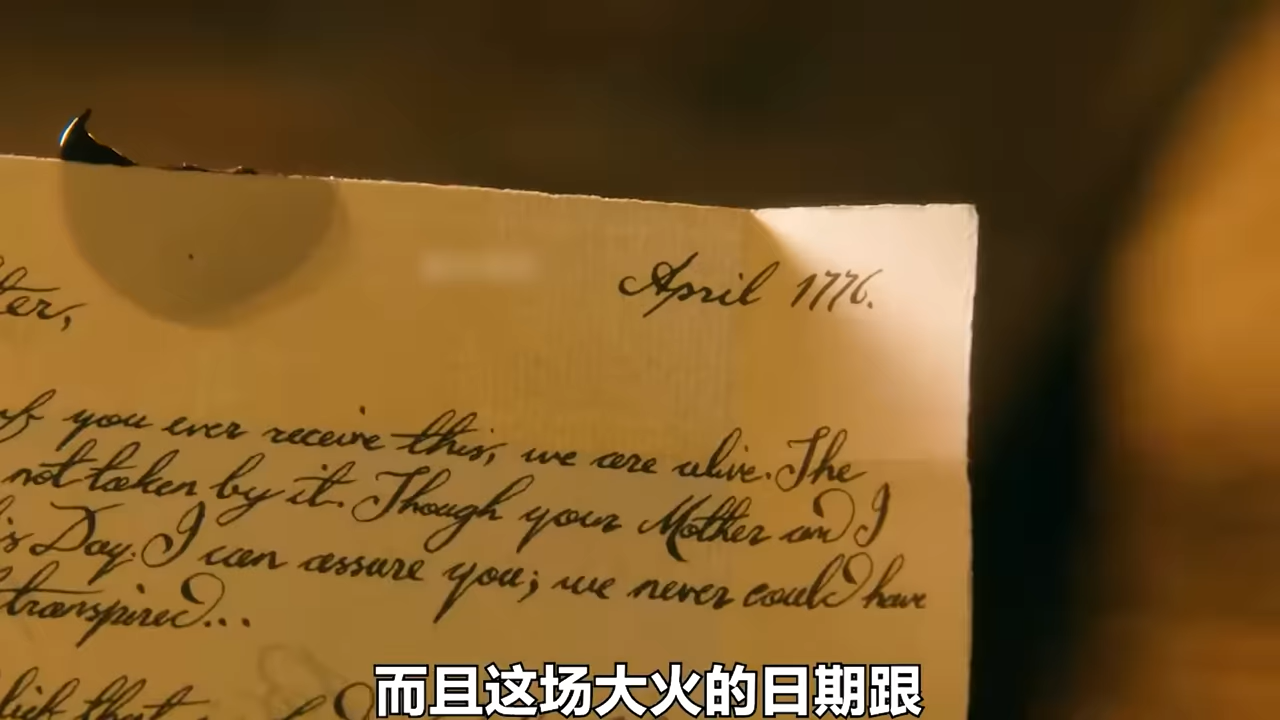 April 1776.
ter,
If you ever receive this, we are alive. The
not taken by it. Though your Mother and I
is Day. I can assure you; we never could have
transpired...
that
而且这场大火的日期跟